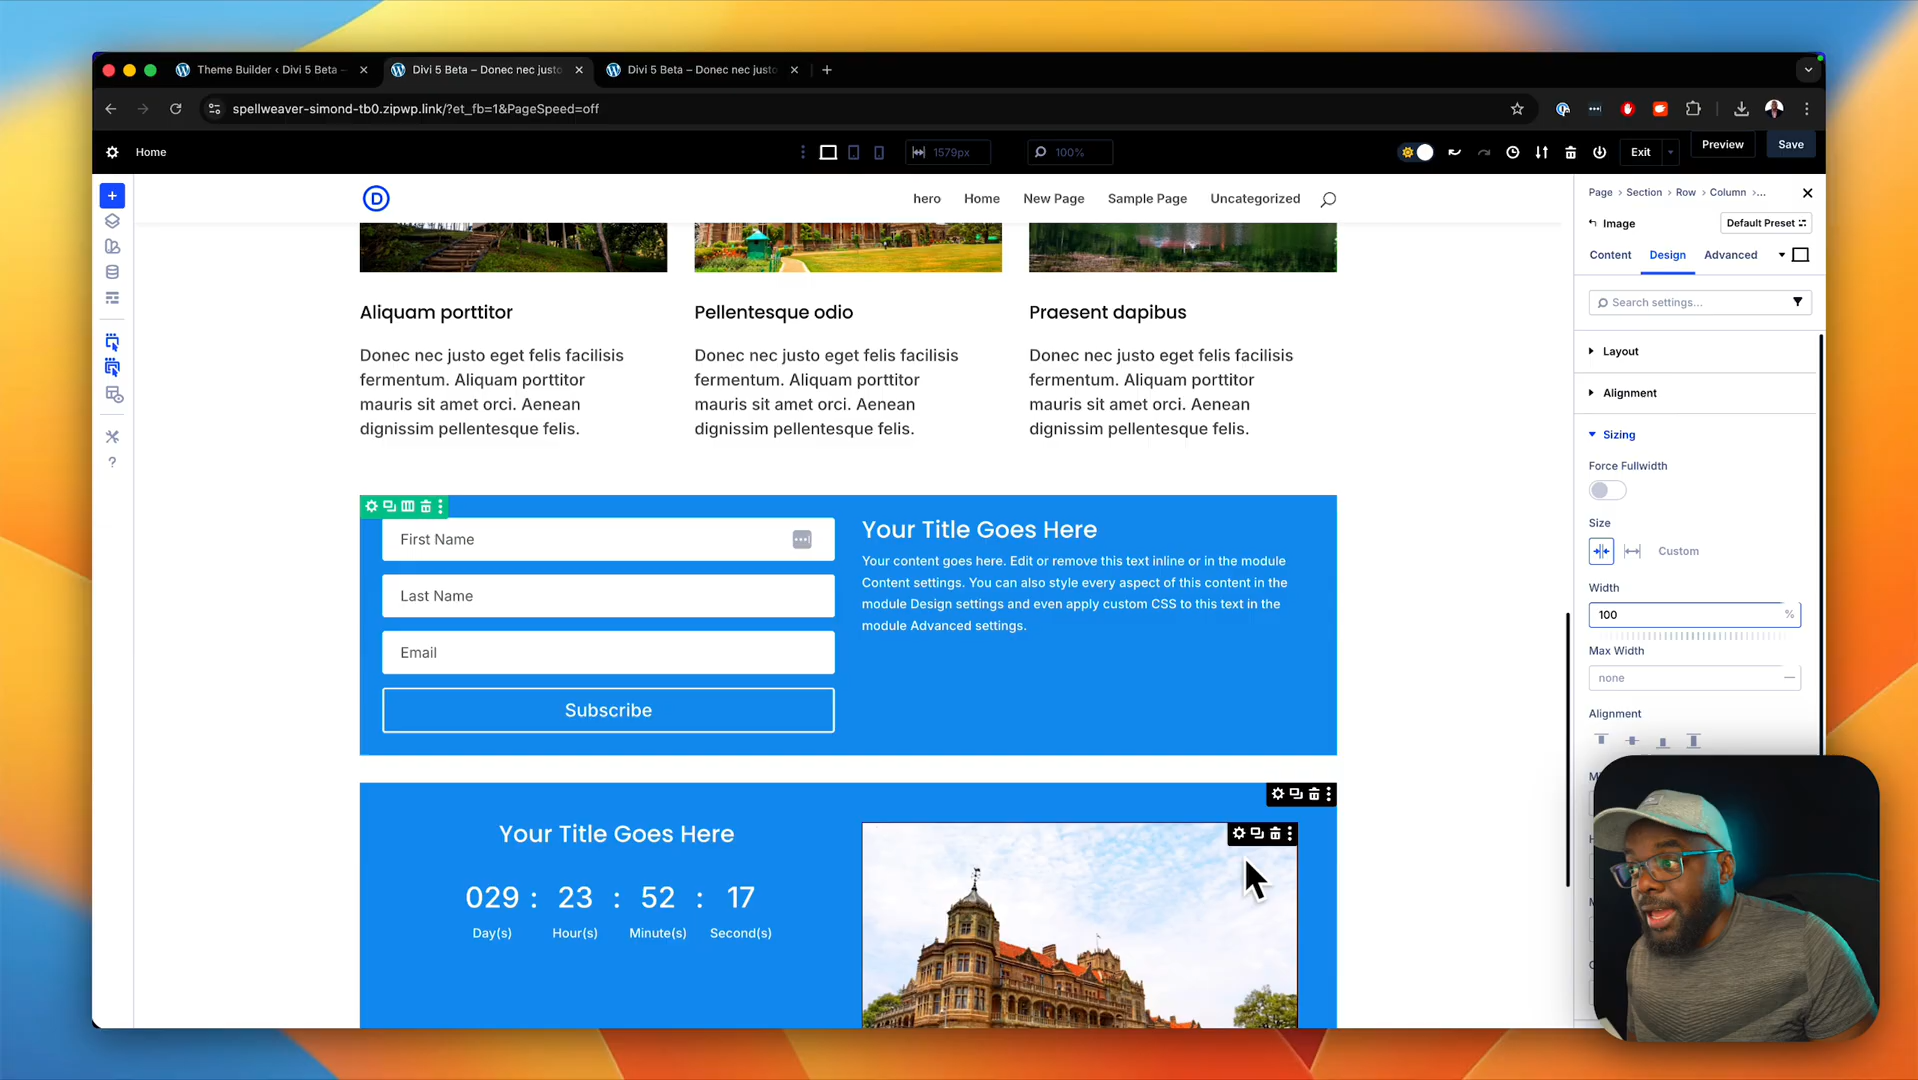 Theme Builder ‹ Divi 5 Beta –
Divi 5 Beta – Donec nec justo
Divi 5 Beta – Donec nec justo
spellweaver-simond-tb0.zipwp.link/?et_fb=1&PageSpeed=off
Home
1579px
100%
Exit
Preview
Save
D
hero
Home
New Page
Sample Page
Uncategorized
Page › Section › Row › Column › ...
Image
Default Preset
Content
Design
Advanced
Search settings...
Layout
Alignment
Sizing
Force Fullwidth
Size
Custom
Width
100
%
Max Width
none
Alignment
Aliquam porttitor
Donec nec justo eget felis facilisis
fermentum. Aliquam porttitor
mauris sit amet orci. Aenean
dignissim pellentesque felis.
Pellentesque odio
Donec nec justo eget felis facilisis
fermentum. Aliquam porttitor
mauris sit amet orci. Aenean
dignissim pellentesque felis.
Praesent dapibus
Donec nec justo eget felis facilisis
fermentum. Aliquam porttitor
mauris sit amet orci. Aenean
dignissim pellentesque felis.
First Name
Last Name
Email
Subscribe
Your Title Goes Here
Your content goes here. Edit or remove this text inline or in the module
Content settings. You can also style every aspect of this content in the
module Design settings and even apply custom CSS to this text in the
module Advanced settings.
Your Title Goes Here
029 : 23 : 52 : 17
Day(s) Hour(s) Minute(s) Second(s)